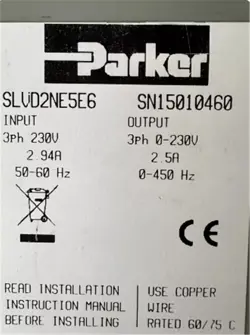 Parker
SLVD2NE5E6 SN15010460
INPUT OUTPUT
3ph 230V 3ph 0-230V
2.94A 2.5A
50-60 Hz 0-450 Hz
CE
READ INSTALLATION USE COPPER
INSTRUCTION MANUAL WIRE
BEFORE INSTALLING RATED 60/75 C